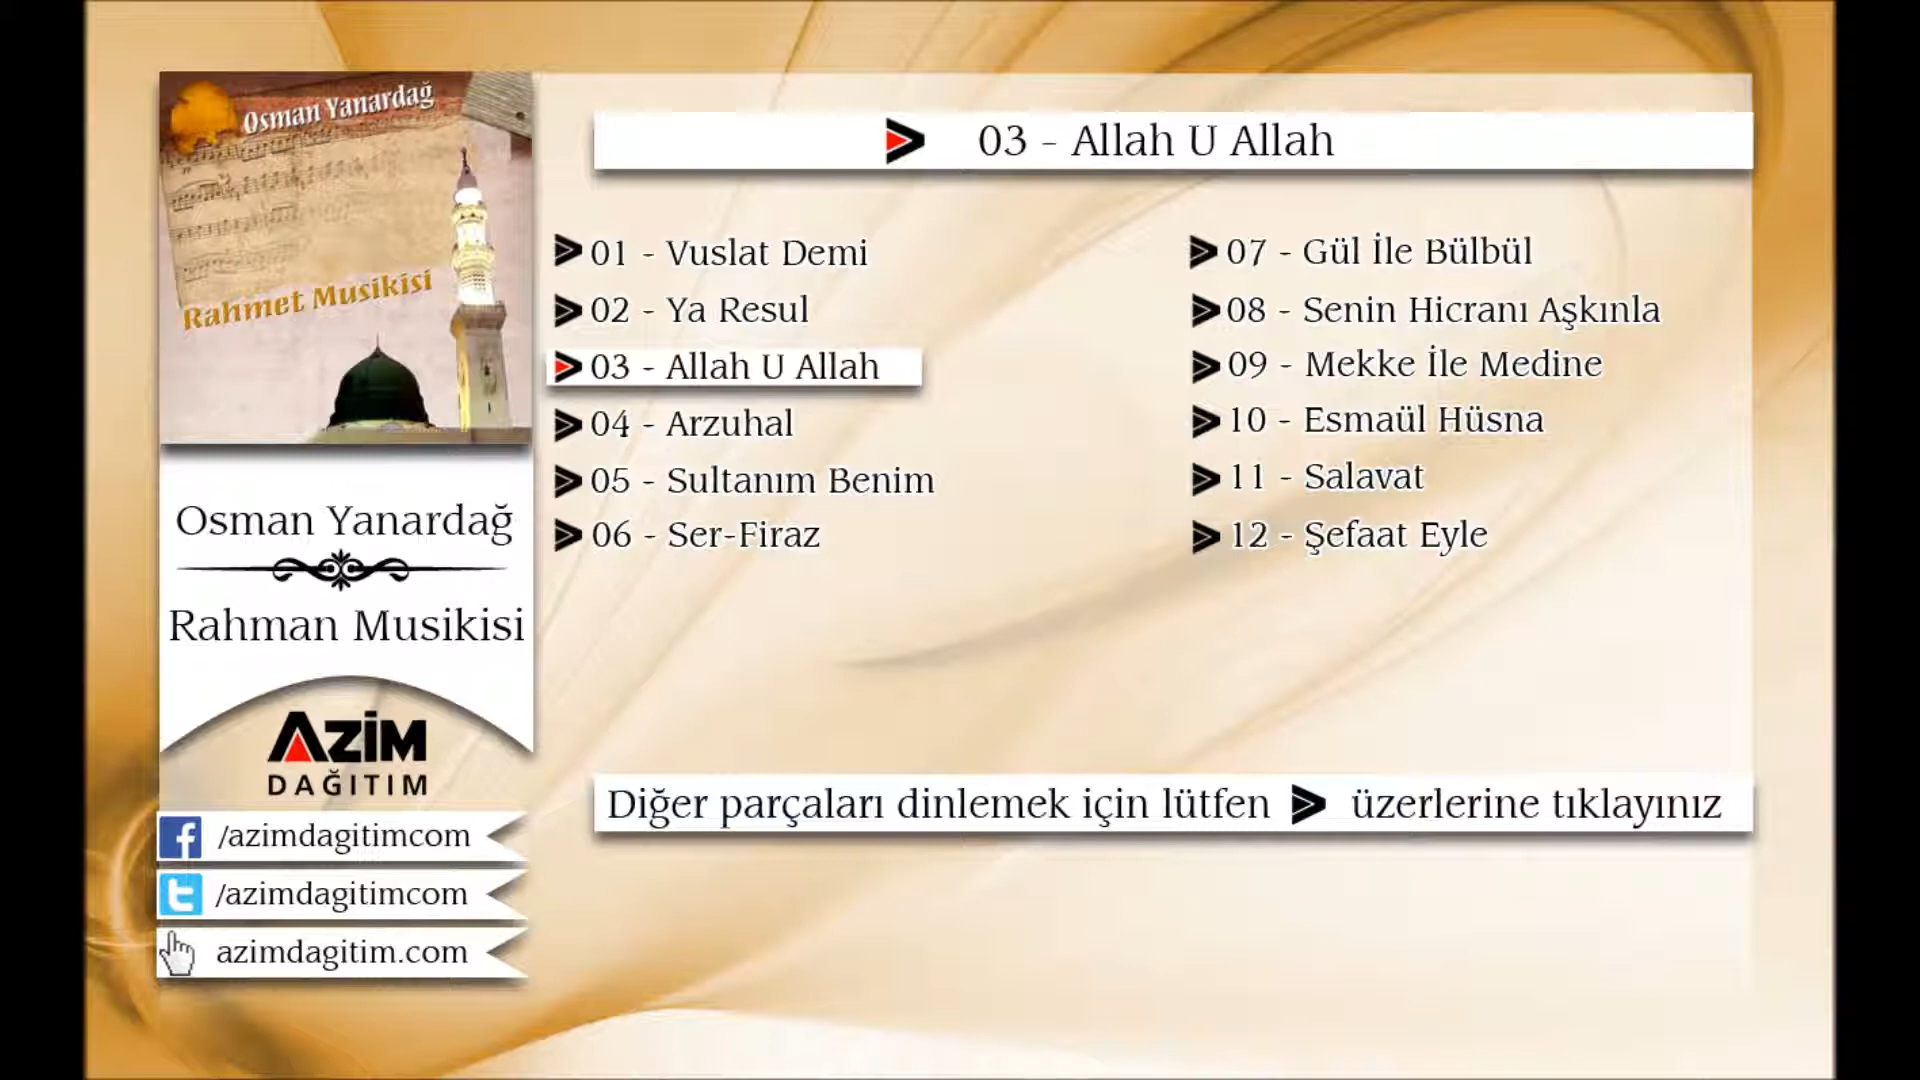 Osman Yanardağ
Rahmet Musikisi
Osman Yanardağ
Rahman Musikisi
AZİM
DAĞITIM
/azimdagitimcom
/azimdagitimcom
azimdagitim.com
03 - Allah U Allah
01 - Vuslat Demi
02 - Ya Resul
03 - Allah U Allah
04 - Arzuhal
05 - Sultanım Benim
06 - Ser-Firaz
07 - Gül İle Bülbül
08 - Senin Hicranı Aşkınla
09 - Mekke İle Medine
10 - Esmaül Hüsna
11 - Salavat
12 - Şefaat Eyle
Diğer parçaları dinlemek için lütfen üzerlerine tıklayınız